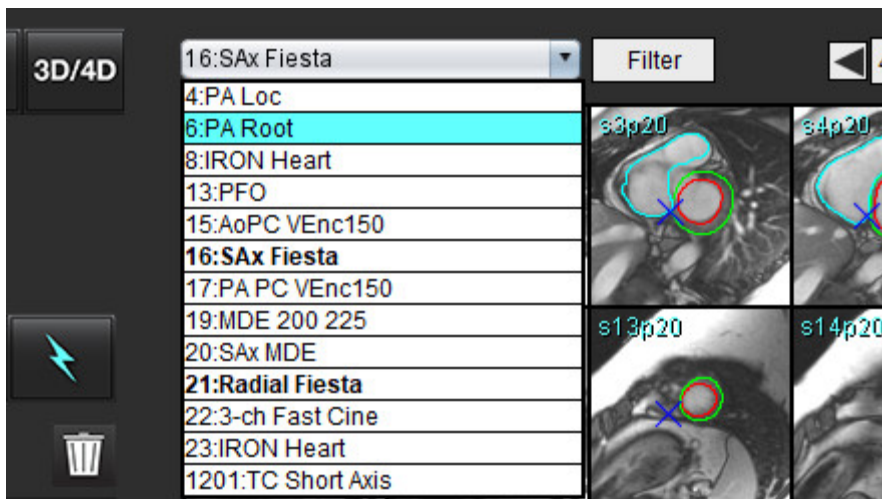 3D/4D
16:SAx Fiesta
Filter
4:PA Loc
6:PA Root
8:IRON Heart
13:PFO
15:AoPC VEnc150
16:SAx Fiesta
17:PA PC VEnc150
19:MDE 200 225
20:SAx MDE
21:Radial Fiesta
22:3-ch Fast Cine
23:IRON Heart
1201:TC Short Axis
s3p20
s4p20
s13p20
s14p20